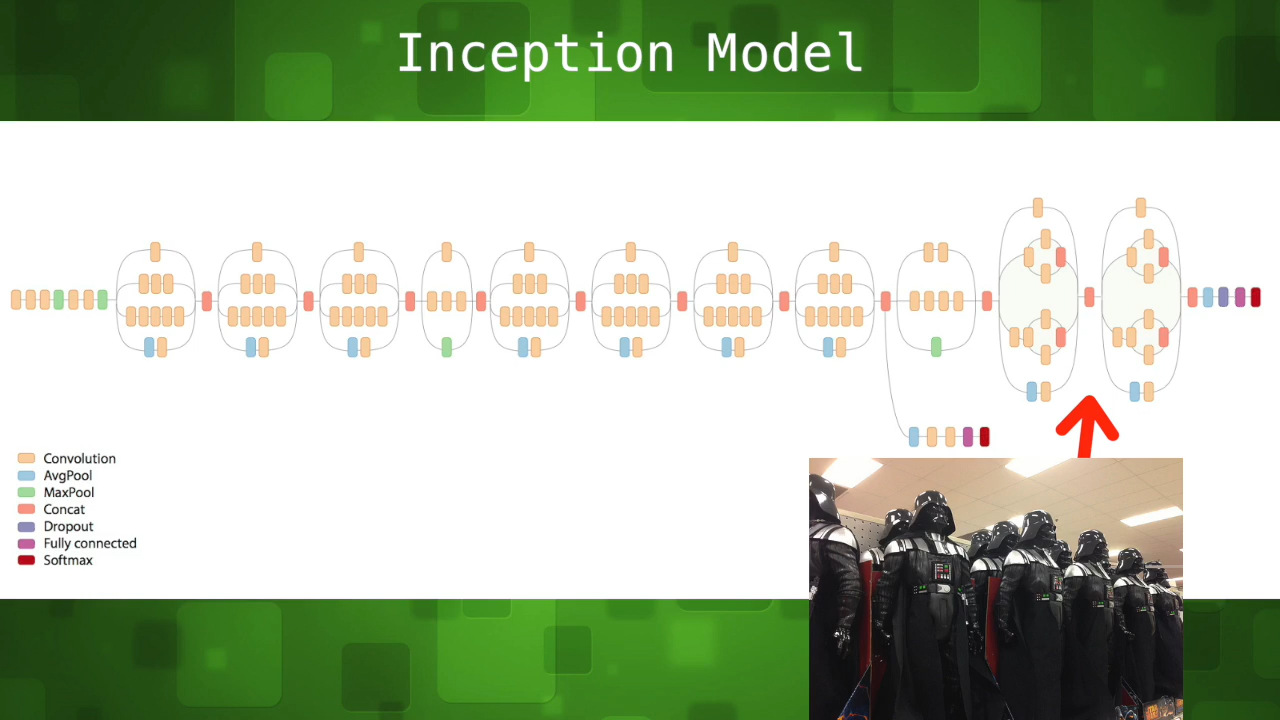 Inception Model
Convolution
AvgPool
MaxPool
Concat
Dropout
Fully connected
Softmax